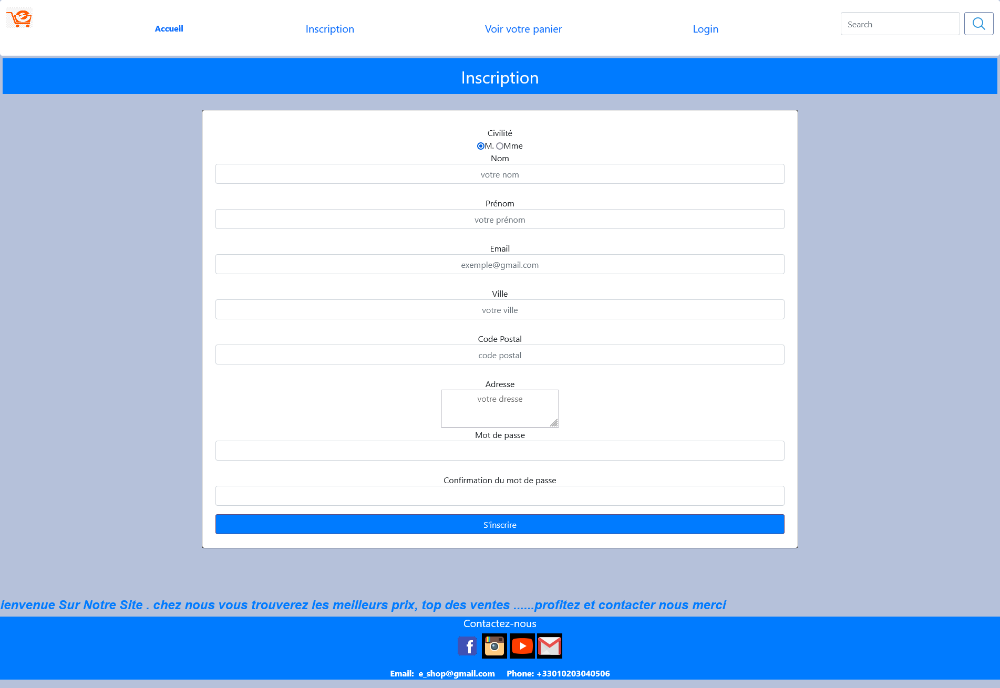 Accueil Inscription Voir votre panier Login Search
Inscription
Civilité
M. Mme
Nom
votre nom
Prénom
votre prénom
Email
exemple@gmail.com
Ville
votre ville
Code Postal
code postal
Adresse
votre dresse
Mot de passe
Confirmation du mot de passe
S'inscrire
ienvenue Sur Notre Site . chez nous vous trouverez les meilleurs prix, top des ventes ......profitez et contacter nous merci
Contactez-nous
Email: e_shop@gmail.com Phone: +33010203040506